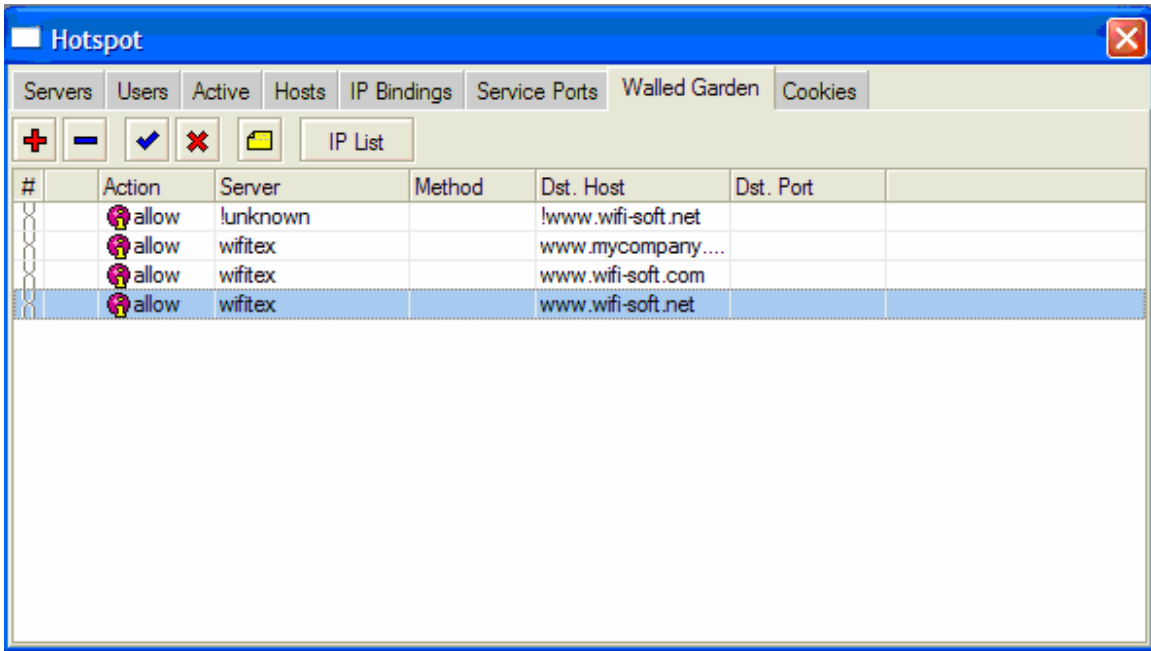 Hotspot
Servers Users Active Hosts IP Bindings Service Ports Walled Garden Cookies
IP List
# Action Server Method Dst. Host Dst. Port
allow !unknown !www.wifi-soft.net
allow wifitex www.mycompany....
allow wifitex www.wifi-soft.com
allow wifitex www.wifi-soft.net